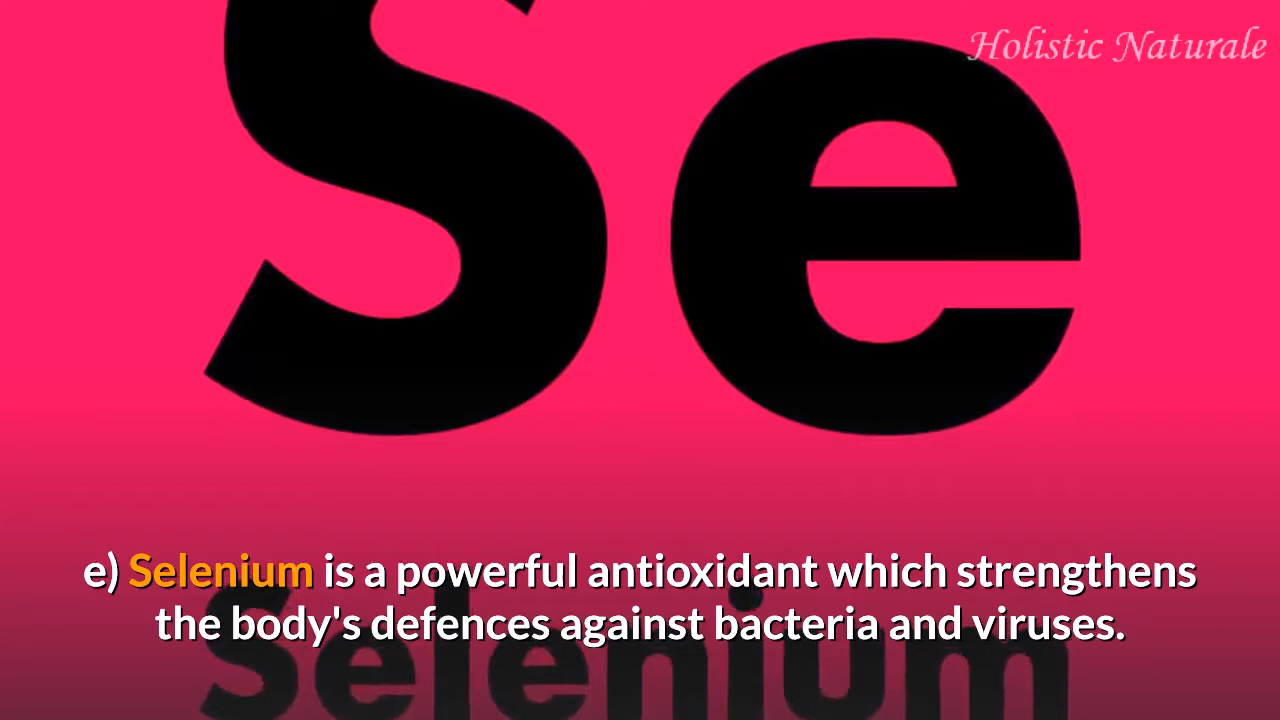 Holistic Naturale
Se
e) Selenium is a powerful antioxidant which strengthens
the body's defences against bacteria and viruses.
Selenium